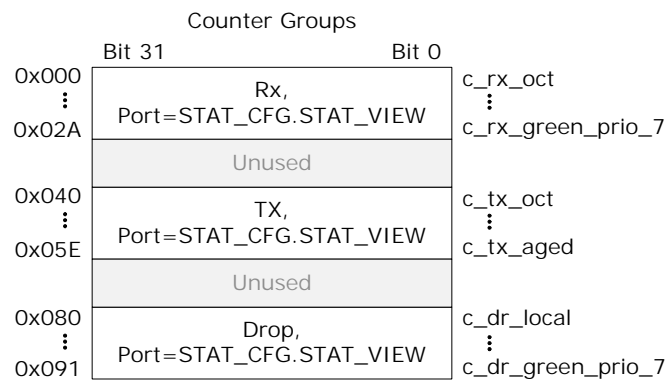 Counter Groups
Bit 31 Bit 0
0x000 Rx, c_rx_oct
0x02A Port=STAT_CFG.STAT_VIEW c_rx_green_prio_7
Unused
0x040 TX, c_tx_oct
0x05E Port=STAT_CFG.STAT_VIEW c_tx_aged
Unused
0x080 Drop, c_dr_local
0x091 Port=STAT_CFG.STAT_VIEW c_dr_green_prio_7